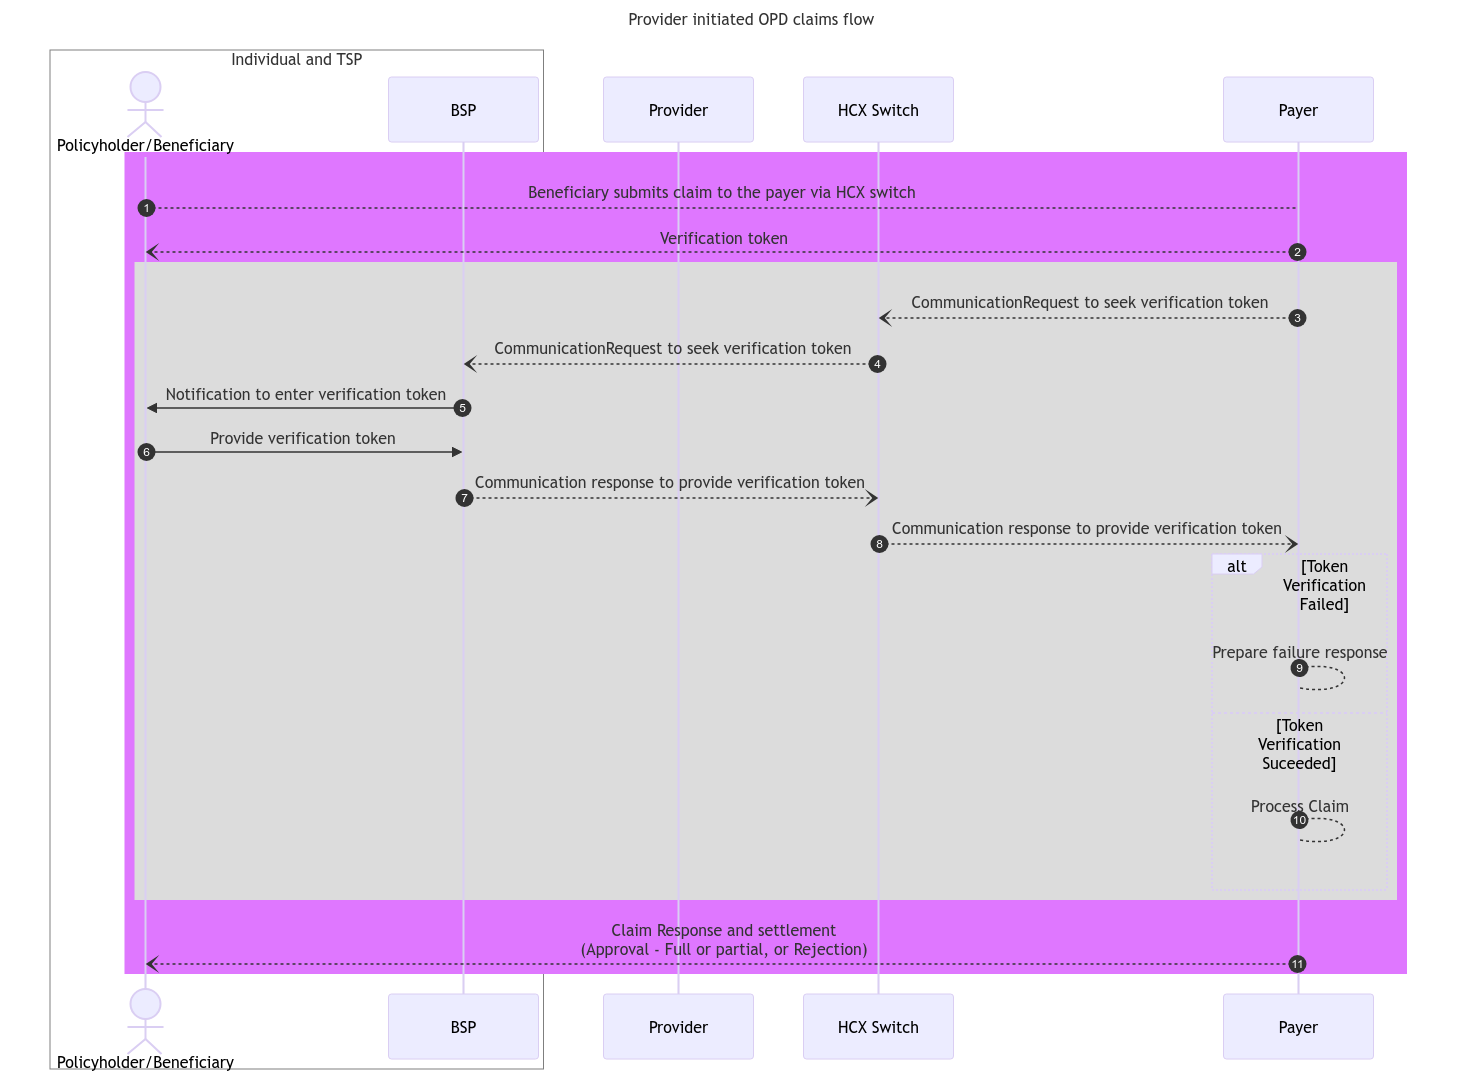 Provider initiated OPD claims flow
Individual and TSP
Policyholder/Beneficiary
BSP
Provider
HCX Switch
Payer
Beneficiary submits claim to the payer via HCX switch
1
Verification token
2
CommunicationRequest to seek verification token
3
CommunicationRequest to seek verification token
4
Notification to enter verification token
5
Provide verification token
6
Communication response to provide verification token
7
Communication response to provide verification token
8
alt
[Token
Verification
Failed]
Prepare failure response
9
[Token
Verification
Suceeded]
Process Claim
10
Claim Response and settlement
(Approval - Full or partial, or Rejection)
11
Policyholder/Beneficiary
BSP
Provider
HCX Switch
Payer